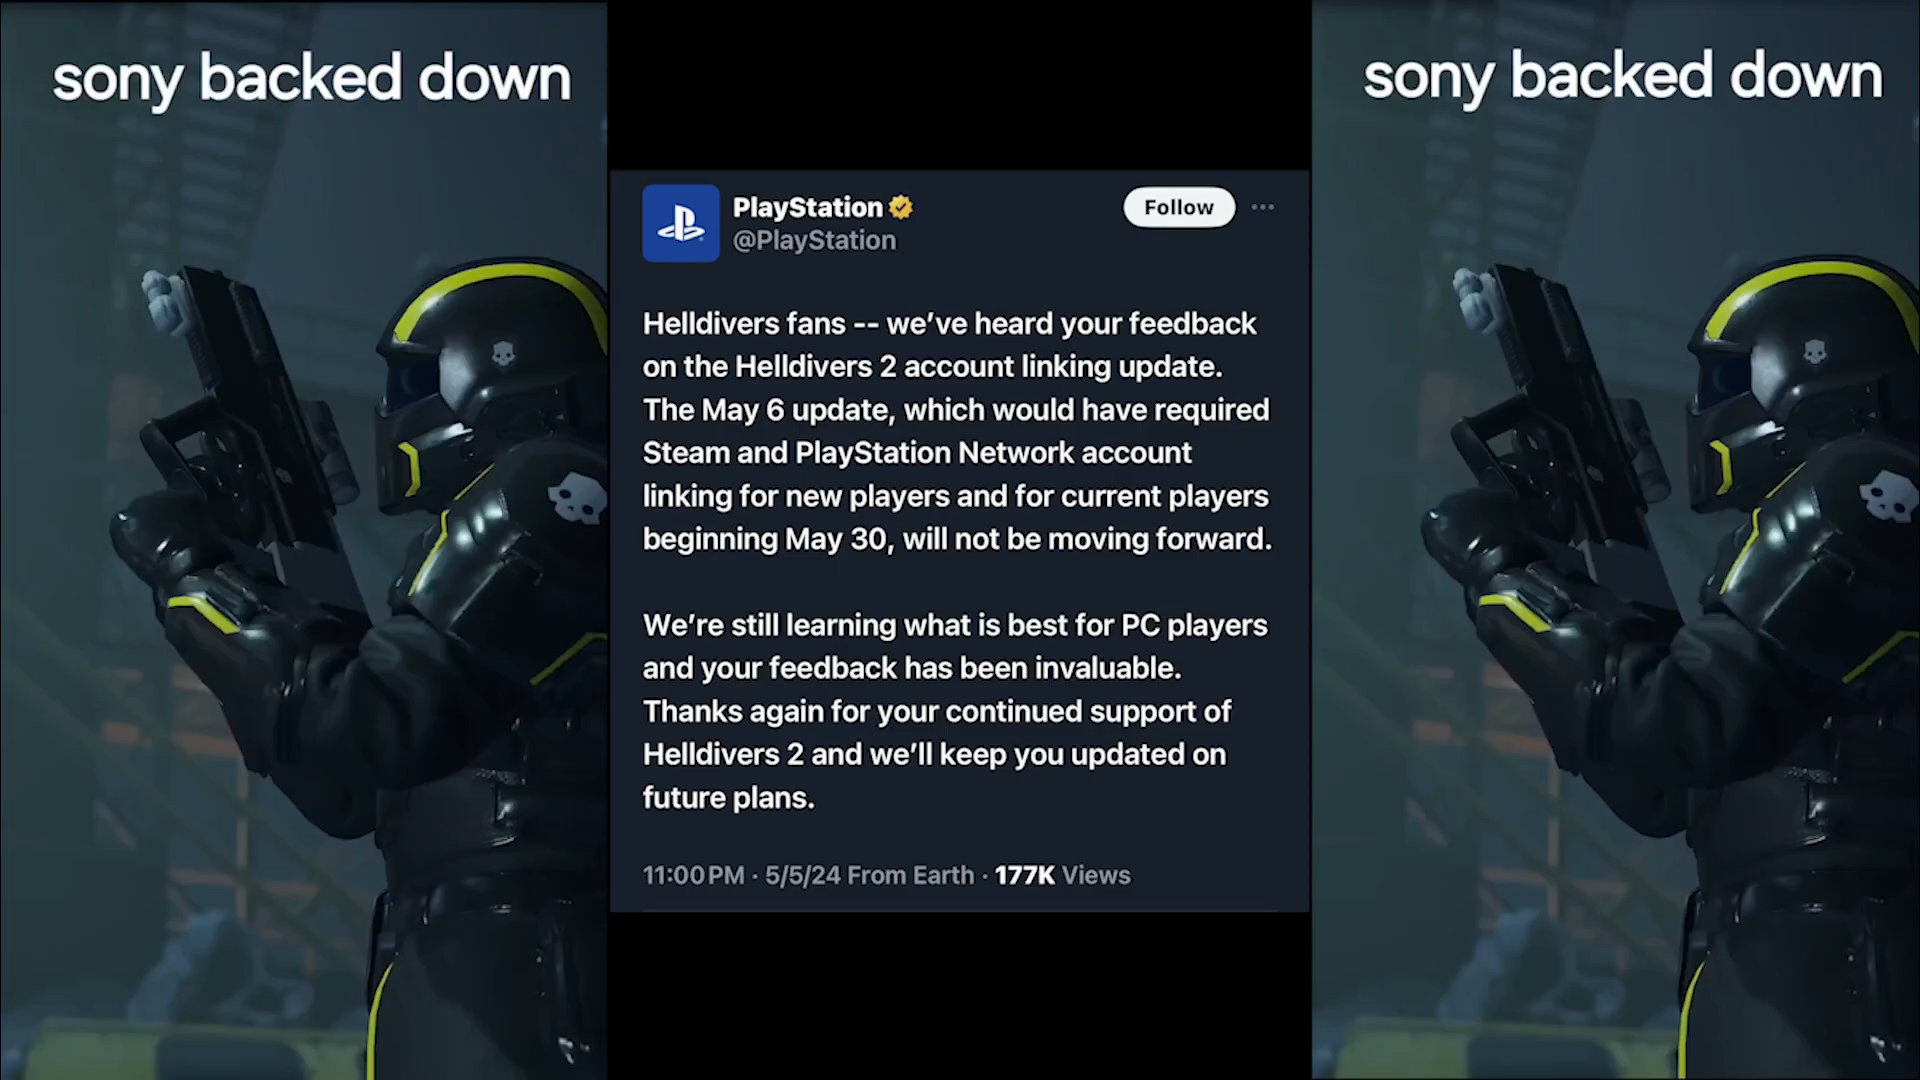 sony backed down
PlayStation
@PlayStation
Follow
Helldivers fans -- we’ve heard your feedback
on the Helldivers 2 account linking update.
The May 6 update, which would have required
Steam and PlayStation Network account
linking for new players and for current players
beginning May 30, will not be moving forward.
We’re still learning what is best for PC players
and your feedback has been invaluable.
Thanks again for your continued support of
Helldivers 2 and we’ll keep you updated on
future plans.
11:00 PM · 5/5/24 From Earth · 177K Views
sony backed down